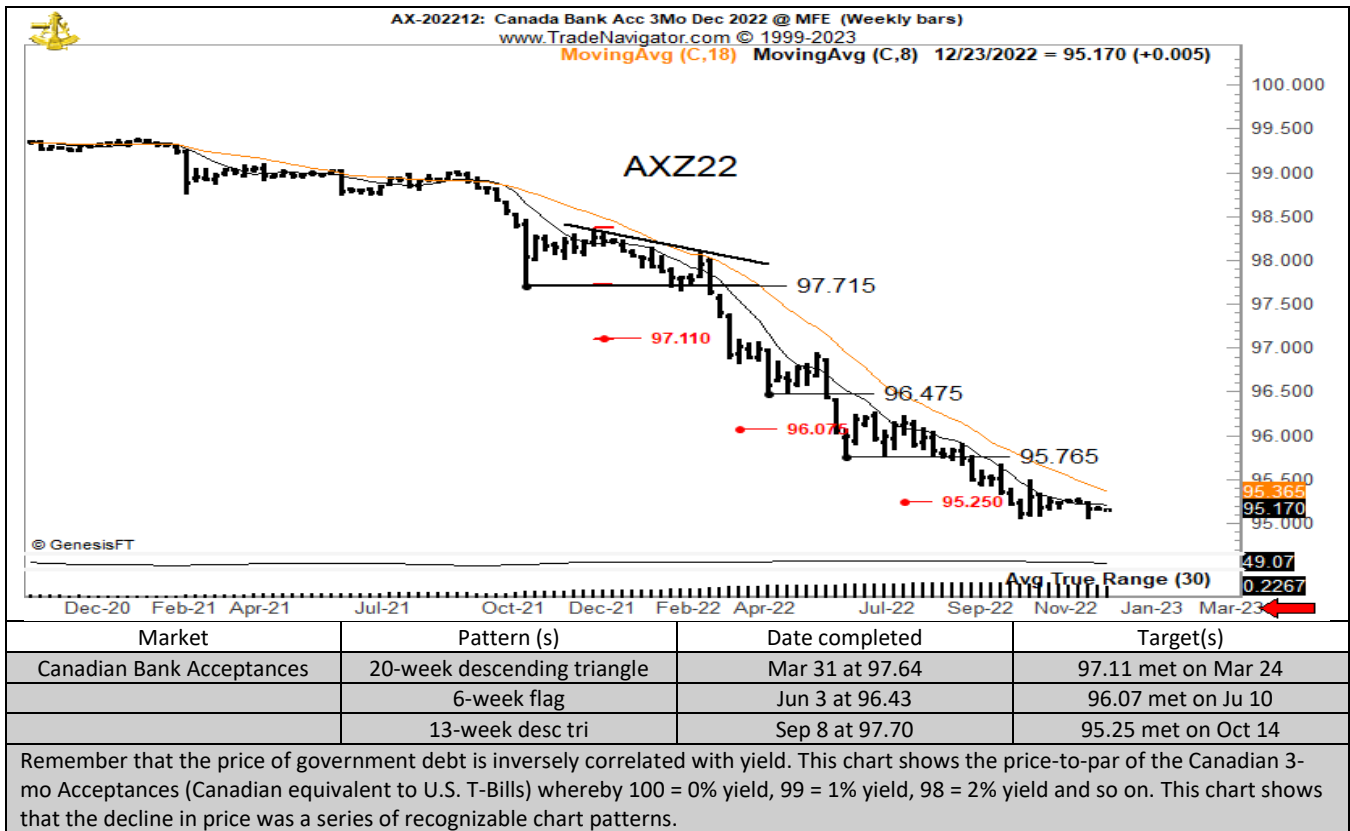 AX-202212: Canada Bank Acc 3Mo Dec 2022 @ MFE (Weekly bars)
www.TradeNavigator.com © 1999-2023
MovingAvg (C,18) MovingAvg (C,8) 12/23/2022 = 95.170 (+0.005)
100.000
99.500
99.000
98.500
98.000
97.500
97.000
96.500
96.000
95.500
95.365
95.170
95.000
AXZ22
97.715
97.110
96.475
96.075
95.765
95.250
© GenesisFT
49.07
Avg True Range (30)
0.2267
Dec-20 Feb-21 Apr-21 Jul-21 Oct-21 Dec-21 Feb-22 Apr-22 Jul-22 Sep-22 Nov-22 Jan-23 Mar-23
Market Pattern (s) Date completed Target(s)
Canadian Bank Acceptances 20-week descending triangle Mar 31 at 97.64 97.11 met on Mar 24
6-week flag Jun 3 at 96.43 96.07 met on Ju 10
13-week desc tri Sep 8 at 97.70 95.25 met on Oct 14
Remember that the price of government debt is inversely correlated with yield. This chart shows the price-to-par of the Canadian 3-
mo Acceptances (Canadian equivalent to U.S. T-Bills) whereby 100 = 0% yield, 99 = 1% yield, 98 = 2% yield and so on. This chart shows
that the decline in price was a series of recognizable chart patterns.